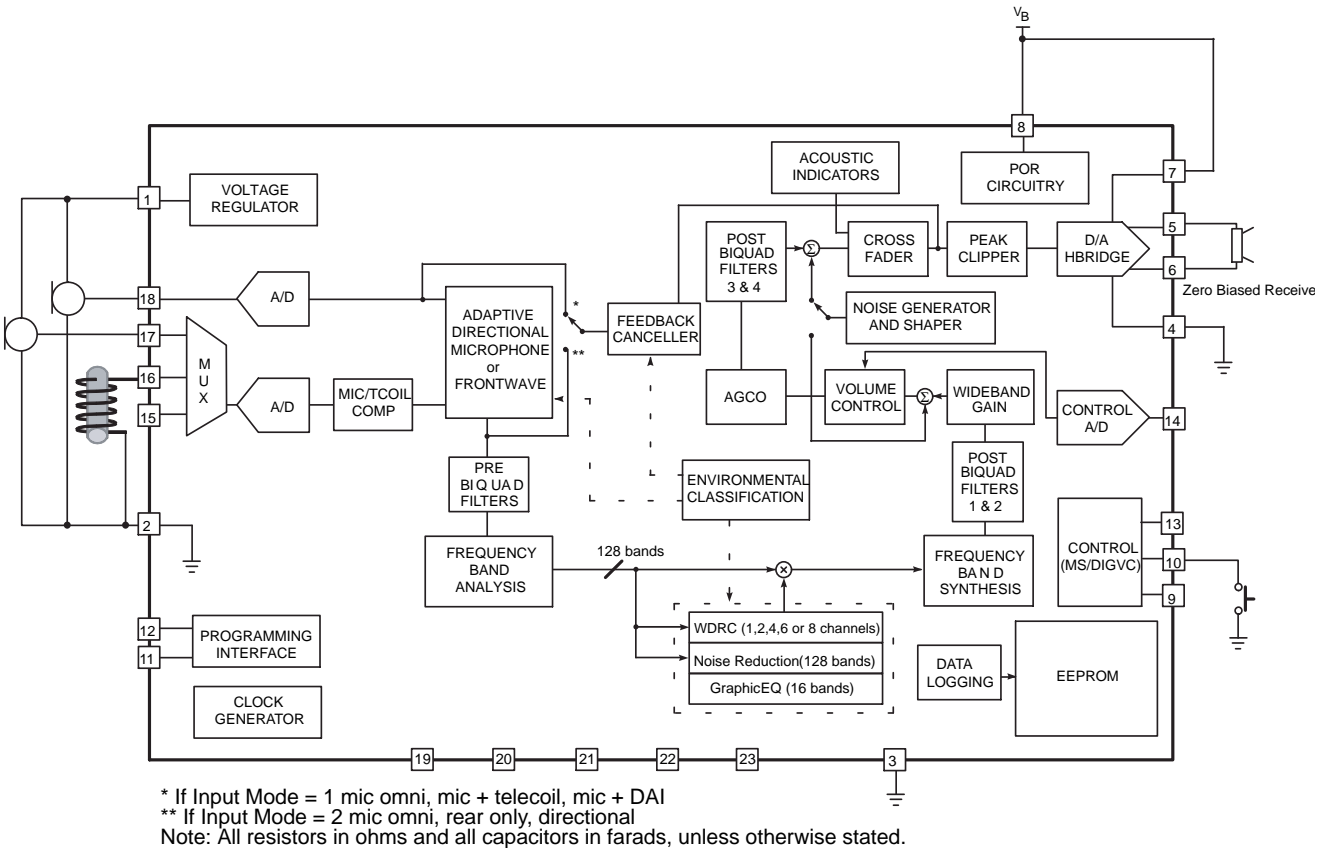 VB
8
ACOUSTIC
INDICATORS
POR
CIRCUITRY
7
1
VOLTAGE
REGULATOR
5
POST
BIQUAD
FILTERS
3 & 4
Σ
CROSS
FADER
PEAK
CLIPPER
D/A
HBRIDGE
6
Zero Biased Receive
18
A/D
ADAPTIVE
DIRECTIONAL
MICROPHONE
or
FRONTWAVE
*
**
FEEDBACK
CANCELLER
NOISE GENERATOR
AND SHAPER
4
17
MUX
16
15
A/D
MIC/TCOIL
COMP
AGCO
VOLUME
CONTROL
Σ
WIDEBAND
GAIN
CONTROL
A/D
14
PRE
BIQUAD
FILTERS
ENVIRONMENTAL
CLASSIFICATION
POST
BIQUAD
FILTERS
1 & 2
2
13
CONTROL
(MS/DIGVC)
10
9
FREQUENCY
BAND
ANALYSIS
128 bands
×
FREQUENCY
BAND
SYNTHESIS
12
11
PROGRAMMING
INTERFACE
WDRC (1,2,4,6 or 8 channels)
Noise Reduction(128 bands)
GraphicEQ (16 bands)
DATA
LOGGING
EEPROM
CLOCK
GENERATOR
19
20
21
22
23
3
* If Input Mode = 1 mic omni, mic + telecoil, mic + DAI
** If Input Mode = 2 mic omni, rear only, directional
Note: All resistors in ohms and all capacitors in farads, unless otherwise stated.